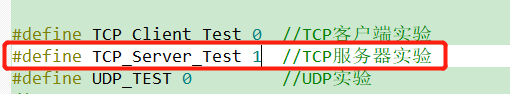 #define TCP_Client_Test 0 //TCP客户端实验
#define TCP_Server_Test 1 //TCP服务器实验
#define UDP_TEST 0 //UDP实验